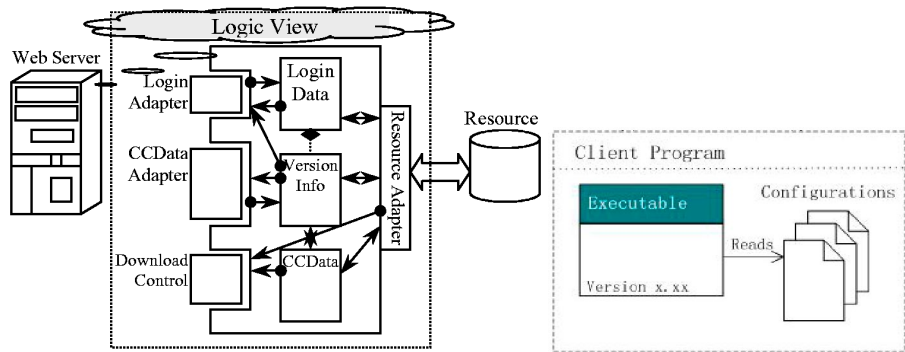 Logic View
Web Server
Login
Adapter
Login
Data
CCData
Adapter
Version
Info
Resource Adapter
Resource
Download
Control
CCData
Client Program
Executable
Version x.xx
Reads
Configurations